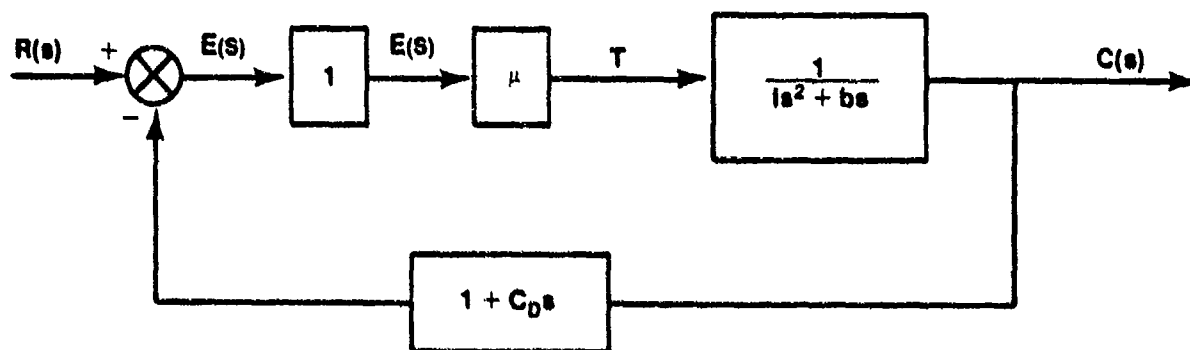 R(s)
+
−
E(S)
1
E(S)
μ
T
1
Is² + bs
C(s)
1 + C_D s